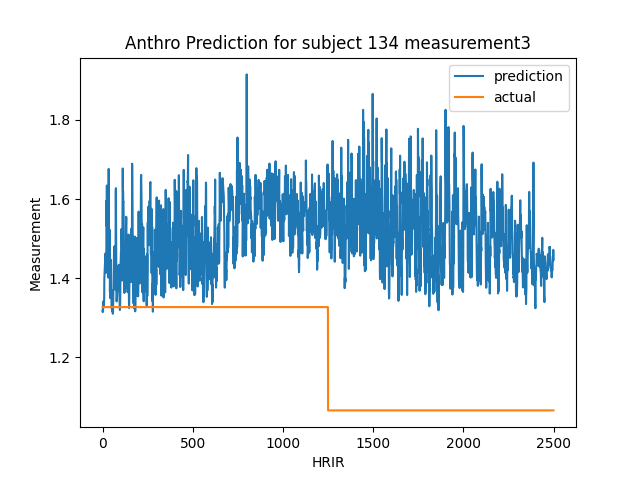 Anthro Prediction for subject 134 measurement3
prediction
actual
1.8
1.6
1.4
1.2
Measurement
0
500
1000
1500
2000
2500
HRIR